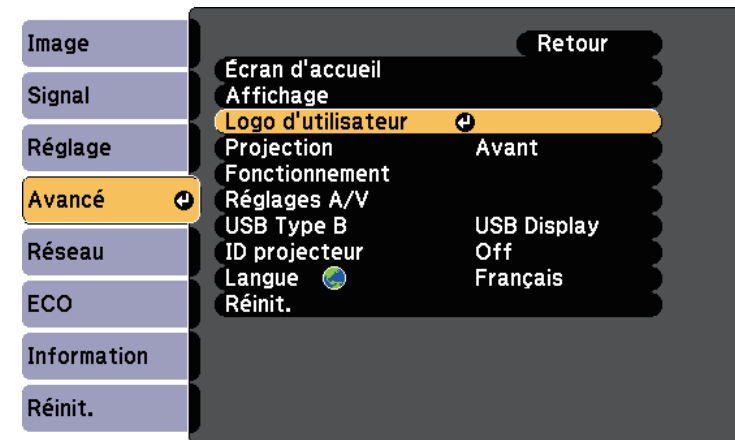 Image
Signal
Réglage
Avancé
Réseau
ECO
Information
Réinit.
Retour
Écran d'accueil
Affichage
Logo d'utilisateur
Projection Avant
Fonctionnement
Réglages A/V
USB Type B USB Display
ID projecteur Off
Langue Français
Réinit.